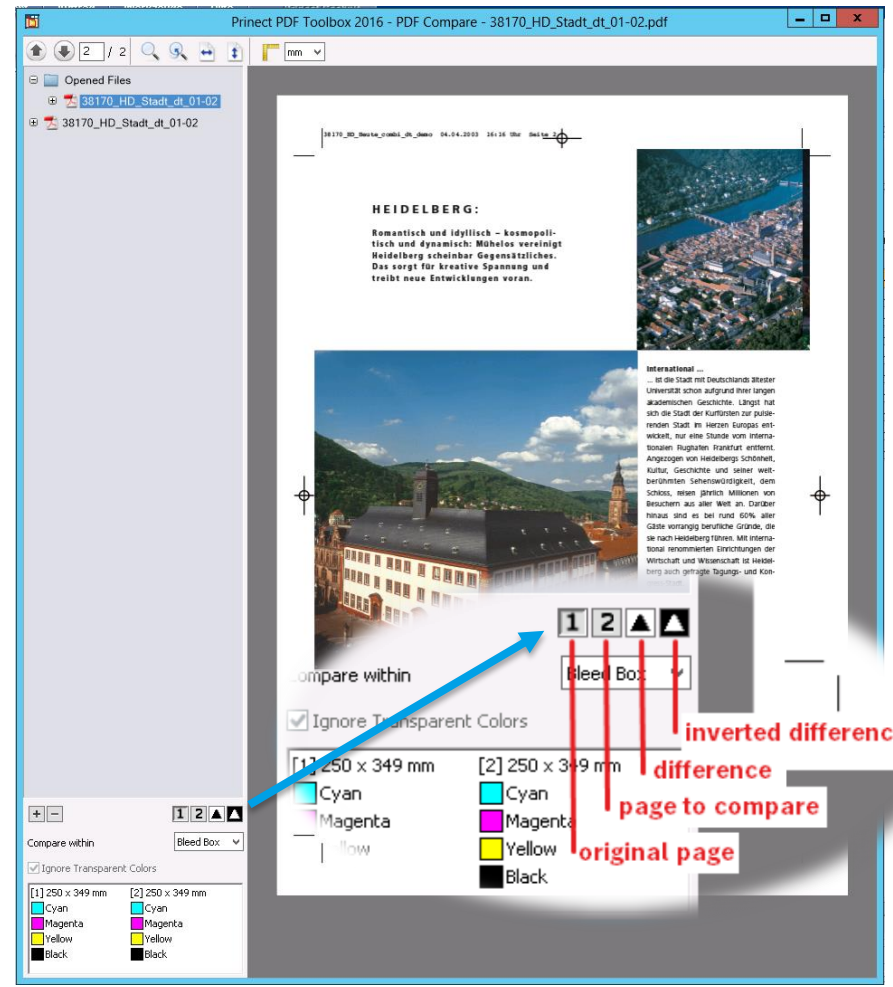 Prinect PDF Toolbox 2016 - PDF Compare - 38170_HD_Stadt_dt_01-02.pdf
2 / 2
mm
Opened Files
38170_HD_Stadt_dt_01-02
38170_HD_Stadt_dt_01-02
38170_HD_Heute_combi_dt_demo 04.04.2003 16:16 Uhr Seite 2
HEIDELBERG:
Romantisch und idyllisch – kosmopoli-
tisch und dynamisch: Mühelos vereinigt
Heidelberg scheinbar Gegensätzliches.
Das sorgt für kreative Spannung und
treibt neue Entwicklungen voran.
International ...
... ist die Stadt mit Deutschlands ältester
Universität schon aufgrund ihrer langen
akademischen Geschichte. Längst hat
sich die Stadt der Kurfürsten zur pulsie-
renden Stadt im Herzen Europas ent-
wickelt, nur eine Stunde vom interna-
tionalen Flughafen Frankfurt entfernt.
Angezogen von Heidelbergs Schönheit,
Kultur, Geschichte und seiner welt-
berühmten Sehenswürdigkeit, dem
Schloss, reisen jährlich Millionen von
Besuchern aus aller Welt an. Darüber
hinaus sind es bei rund 60% aller
Gäste vorrangig berufliche Gründe, die
sie nach Heidelberg führen. Mit interna-
tional renommierten Einrichtungen der
Wirtschaft und Wissenschaft ist Heidel-
berg auch gefragte Tagungs- und Kon-
1 2
Compare within Bleed Box
Ignore Transparent Colors
[1] 250 x 349 mm [2] 250 x 349 mm
Cyan Cyan
Magenta Magenta
Yellow
Black
inverted differenc
difference
page to compare
original page
1 2
Compare within Bleed Box
Ignore Transparent Colors
[1] 250 x 349 mm [2] 250 x 349 mm
Cyan Cyan
Magenta Magenta
Yellow Yellow
Black Black